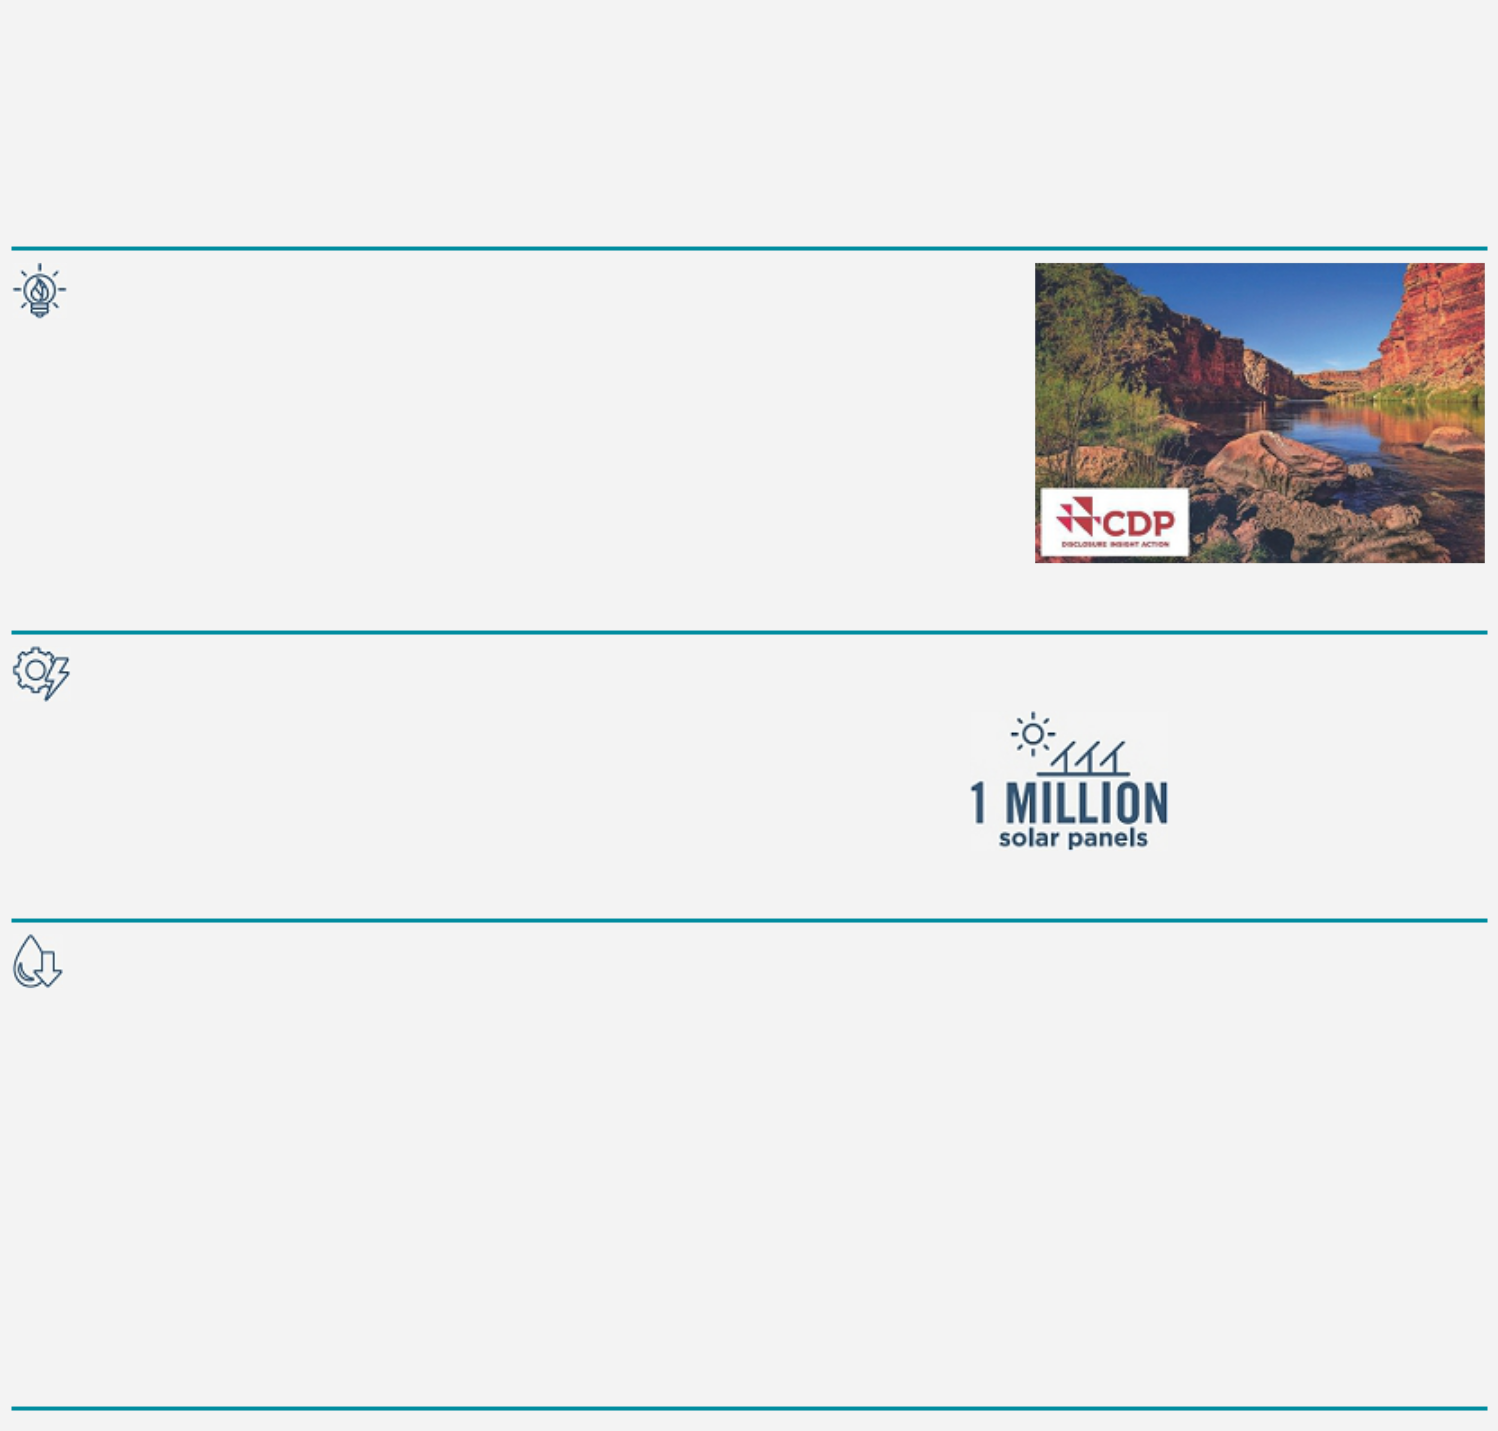 CDP
DISCLOSURE INSIGHT ACTION
1 MILLION
solar panels